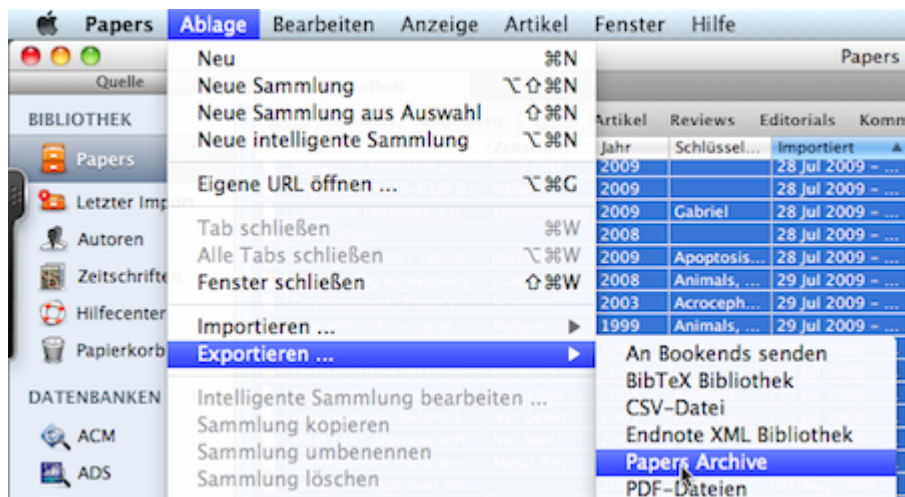 Papers Ablage Bearbeiten Anzeige Artikel Fenster Hilfe
Papers
Quelle
BIBLIOTHEK
Papers
Letzter Imp
Autoren
Zeitschrifte
Hilfecenter
Papierkorb
DATENBANKEN
ACM
ADS
Neu ⌘N
Neue Sammlung ⌥⇧⌘N
Neue Sammlung aus Auswahl ⇧⌘N
Neue intelligente Sammlung ⌥⌘N
Eigene URL öffnen ... ⌥⌘G
Tab schließen ⌘W
Alle Tabs schließen ⌥⌘W
Fenster schließen ⇧⌘W
Importieren ...
Exportieren ...
Intelligente Sammlung bearbeiten ...
Sammlung kopieren
Sammlung umbenennen
Sammlung löschen
An Bookends senden
BibTeX Bibliothek
CSV-Datei
Endnote XML Bibliothek
Papers Archive
PDF-Dateien
Artikel Reviews Editorials Komm
Jahr Schlüssel... Importiert
2009 28 Jul 2009 – ...
2009 28 Jul 2009 – ...
2009 Gabriel 28 Jul 2009 – ...
2008 28 Jul 2009 – ...
2009 Apoptosis... 28 Jul 2009 – ...
2008 Animals, ... 29 Jul 2009 – ...
2003 Acroceph... 29 Jul 2009 – ...
1999 Animals, ... 29 Jul 2009 – ...